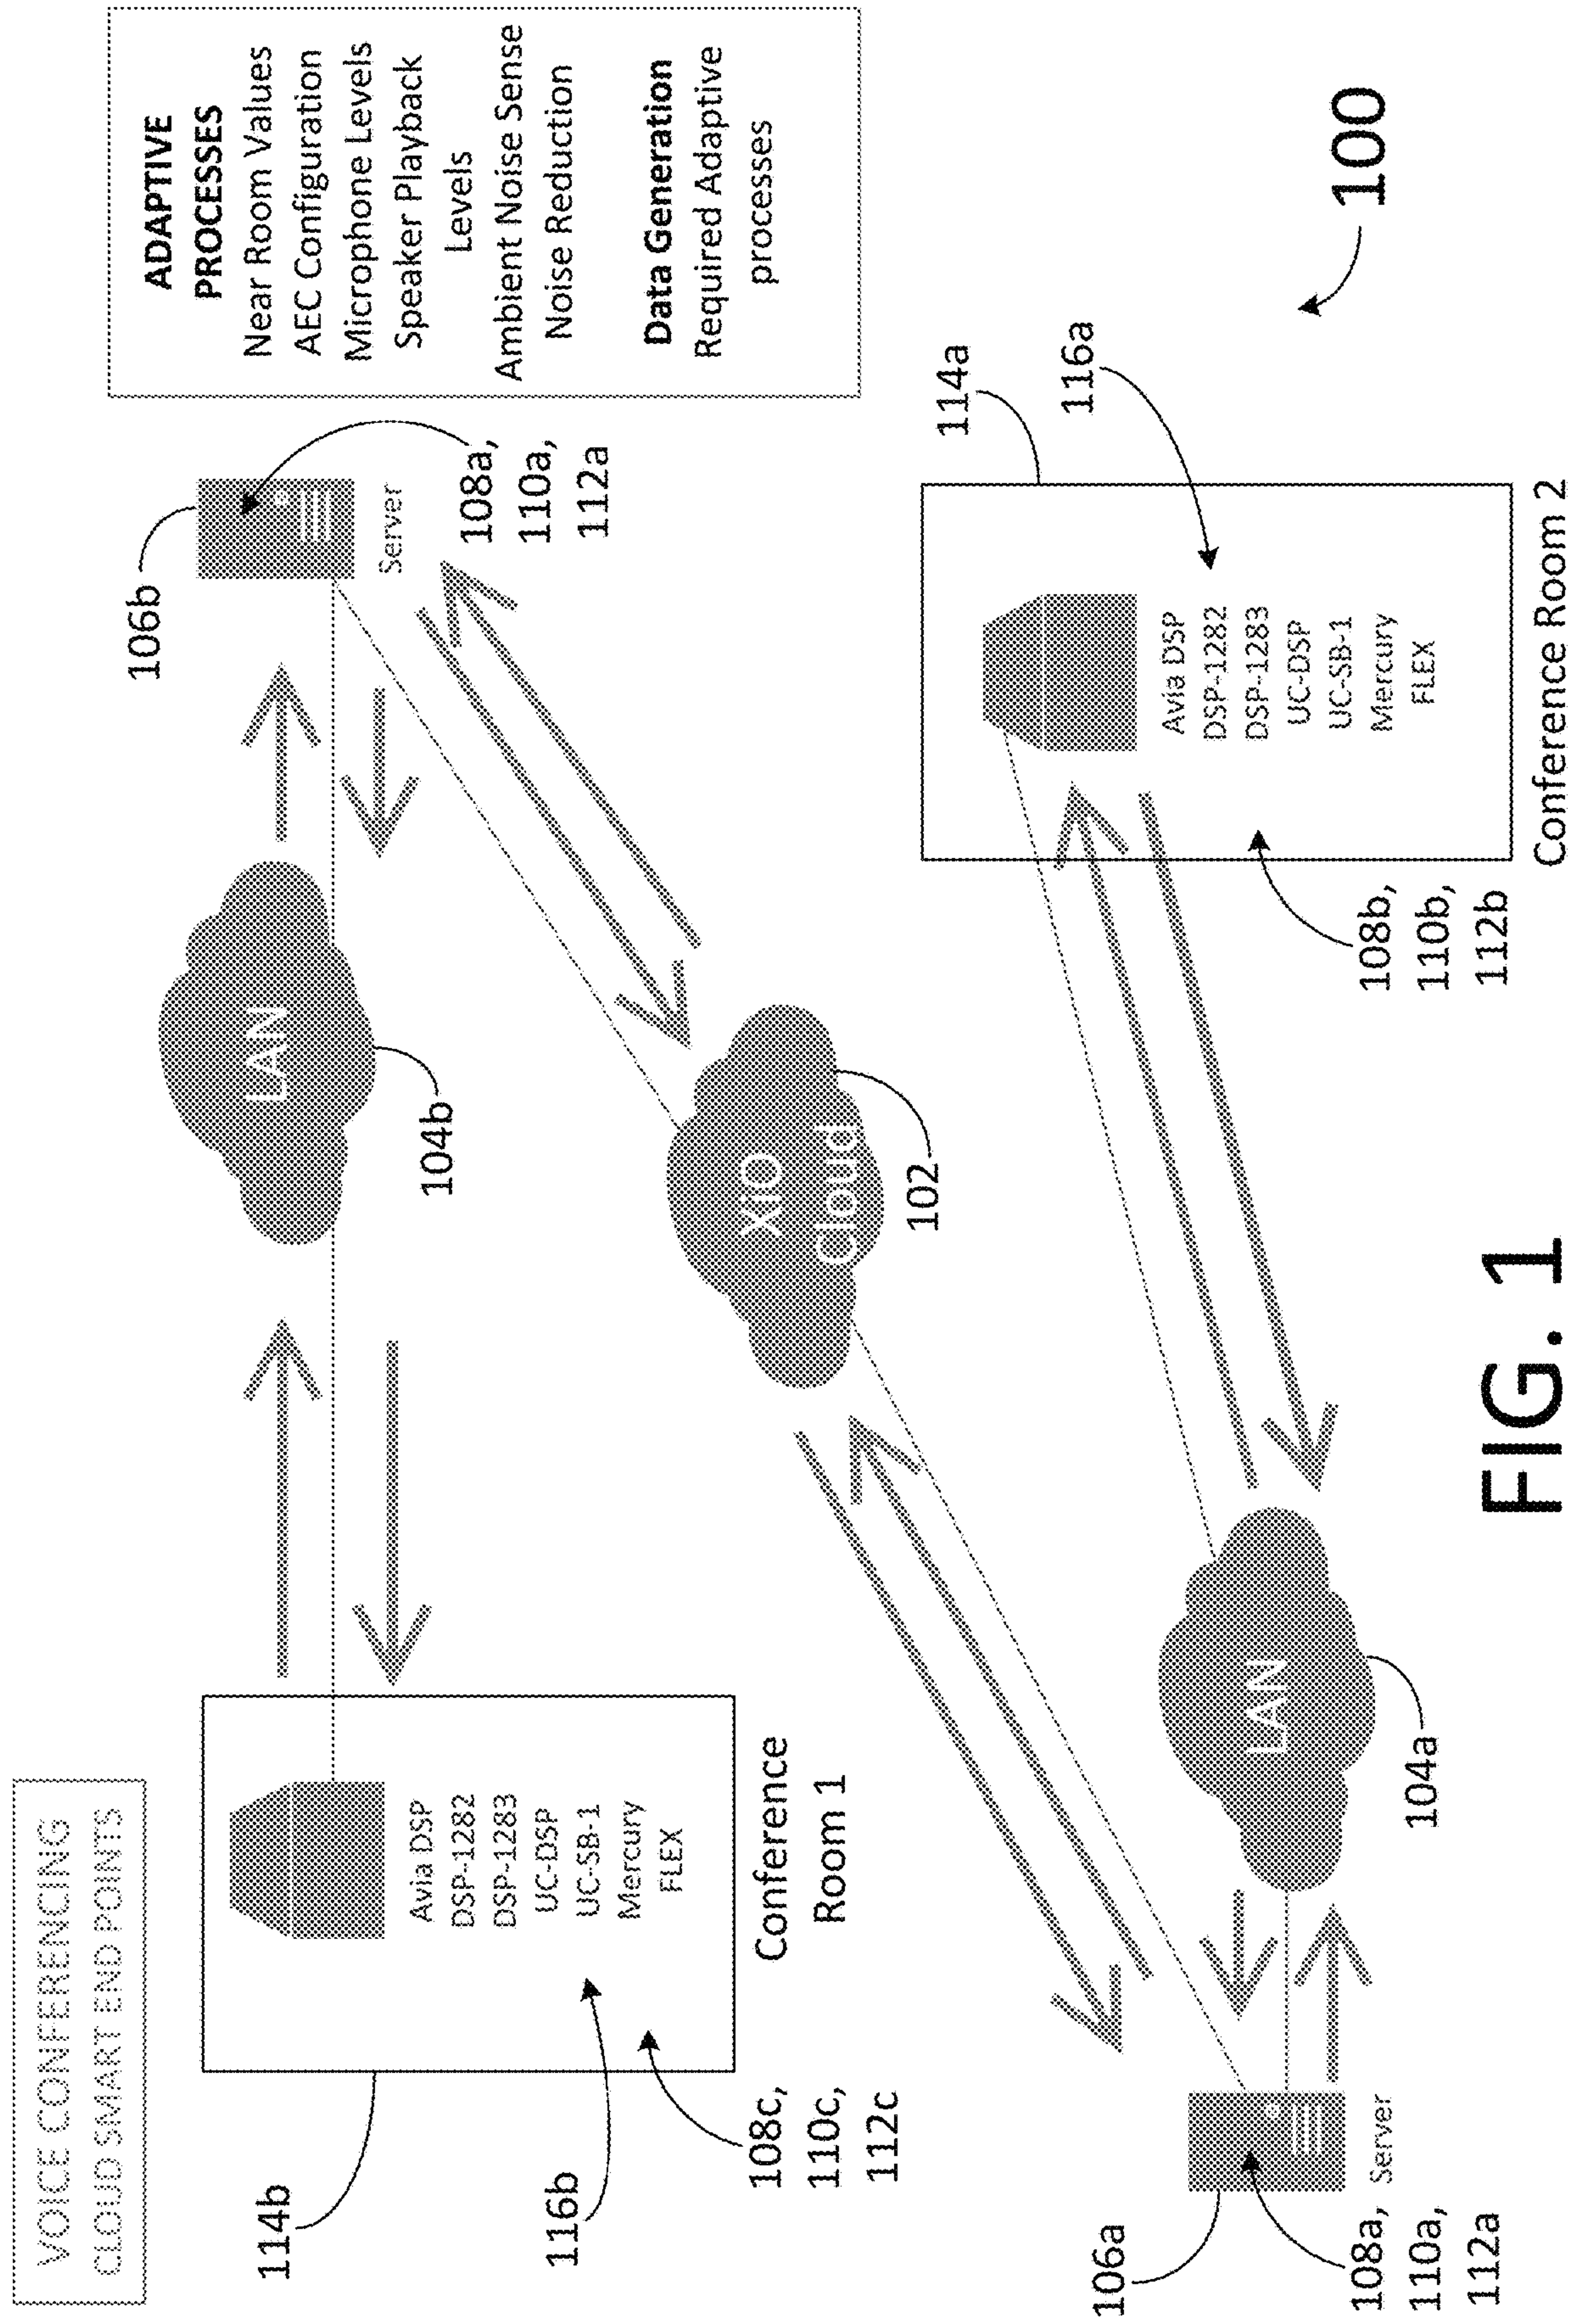 VOICE CONFERENCING
CLOUD SMART END POINTS
114b
116b
108c,
110c,
112c
Avia DSP
DSP-1282
DSP-1283
UC-DSP
UC-SB-1
Mercury
FLEX
Conference
Room 1
LAN
104b
106b
Server
108a,
110a,
112a
ADAPTIVE
PROCESSES
Near Room Values
AEC Configuration
Microphone Levels
Speaker Playback
Levels
Ambient Noise Sense
Noise Reduction
Data Generation
Required Adaptive
processes
XiO
Cloud
102
106a
Server
108a,
110a,
112a
LAN
104a
114a
116a
Avia DSP
DSP-1282
DSP-1283
UC-DSP
UC-SB-1
Mercury
FLEX
108b,
110b,
112b
Conference Room 2
100
FIG. 1